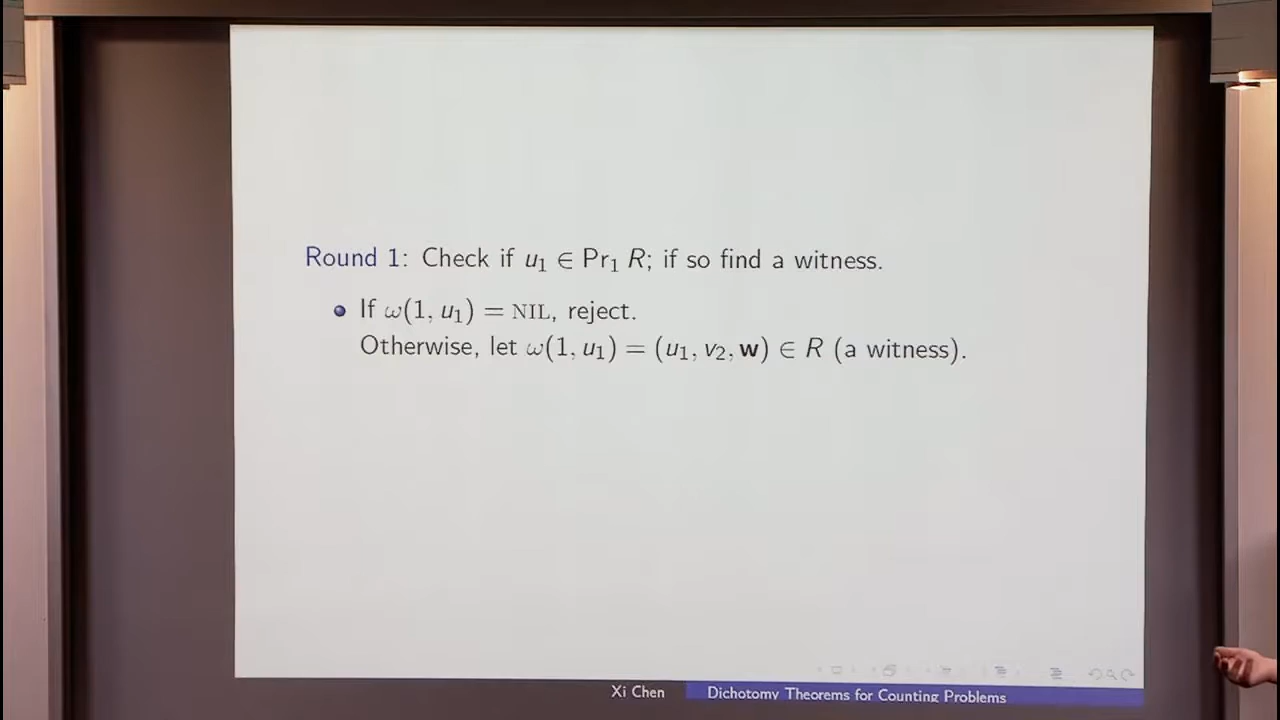 Round 1: Check if u₁ ∈ Pr₁ R; if so find a witness.
If ω(1, u₁) = NIL, reject.
Otherwise, let ω(1, u₁) = (u₁, v₂, w) ∈ R (a witness).
Xi Chen Dichotomy Theorems for Counting Problems